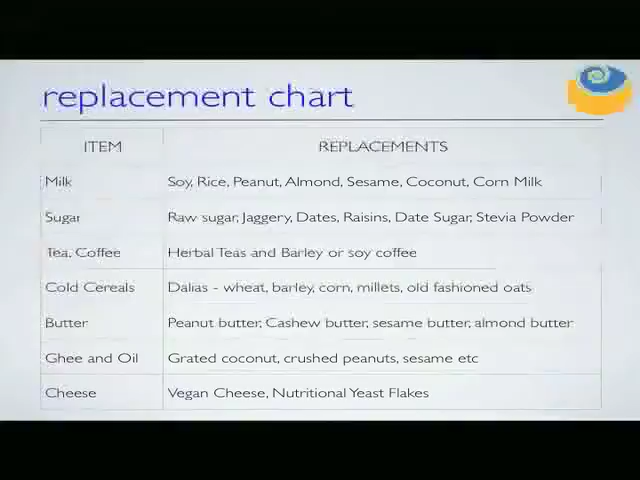 replacement chart
ITEM REPLACEMENTS
Milk Soy, Rice, Peanut, Almond, Sesame, Coconut, Corn Milk
Sugar Raw sugar, Jaggery, Dates, Raisins, Date Sugar, Stevia Powder
Tea, Coffee Herbal Teas and Barley or soy coffee
Cold Cereals Dalias - wheat, barley, corn, millets, old fashioned oats
Butter Peanut butter, Cashew butter, sesame butter, almond butter
Ghee and Oil Grated coconut, crushed peanuts, sesame etc
Cheese Vegan Cheese, Nutritional Yeast Flakes